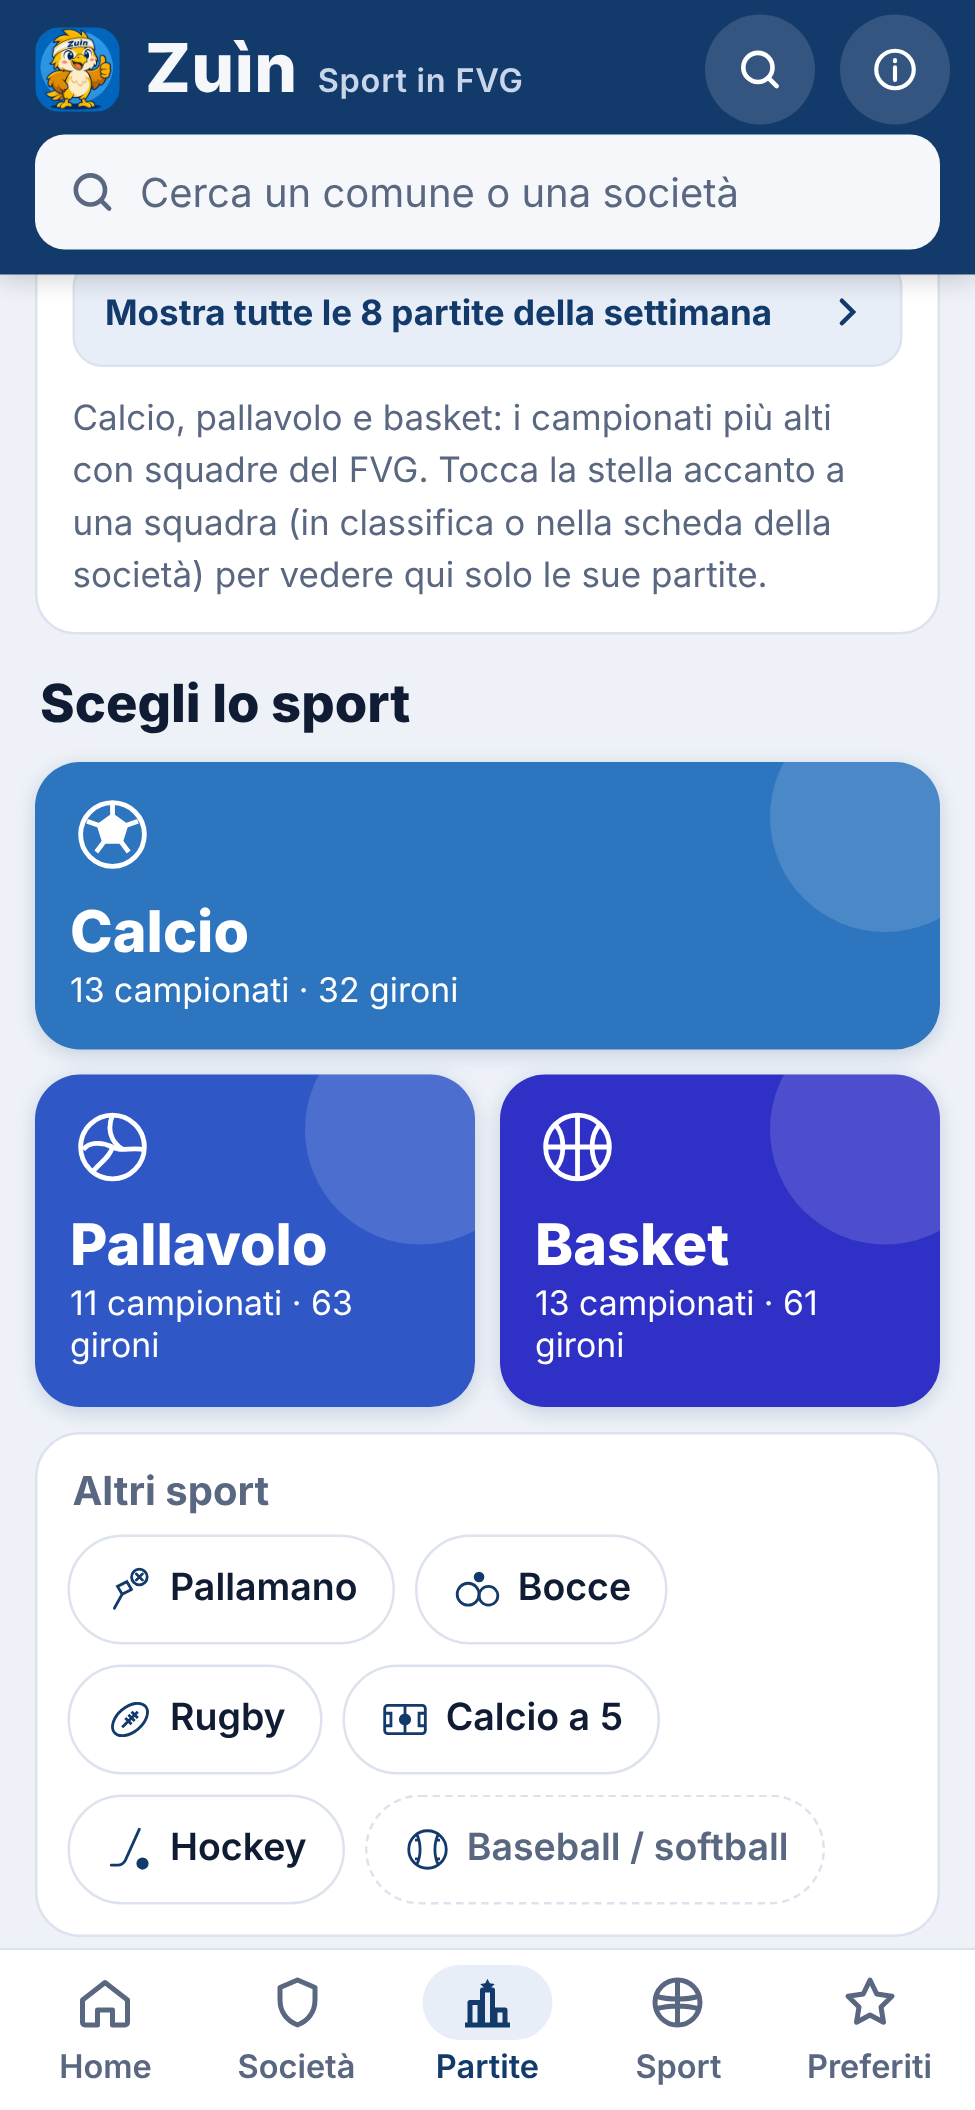 Zuìn
Zuìn Sport in FVG
Cerca un comune o una società
Mostra tutte le 8 partite della settimana
Calcio, pallavolo e basket: i campionati più alti
con squadre del FVG. Tocca la stella accanto a
una squadra (in classifica o nella scheda della
società) per vedere qui solo le sue partite.
Scegli lo sport
Calcio
13 campionati · 32 gironi
Pallavolo
11 campionati · 63
gironi
Basket
13 campionati · 61
gironi
Altri sport
Pallamano
Bocce
Rugby
Calcio a 5
Hockey
Baseball / softball
Home
Società
Partite
Sport
Preferiti